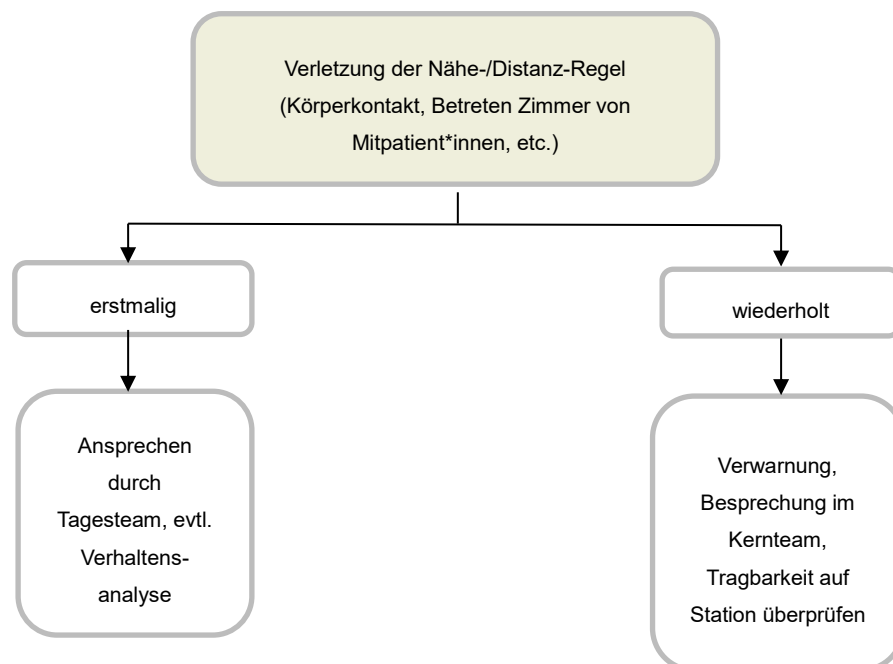 Verletzung der Nähe-/Distanz-Regel
(Körperkontakt, Betreten Zimmer von
Mitpatient*innen, etc.)
erstmalig
wiederholt
Ansprechen
durch
Tagesteam, evtl.
Verhaltens-
analyse
Verwarnung,
Besprechung im
Kernteam,
Tragbarkeit auf
Station überprüfen